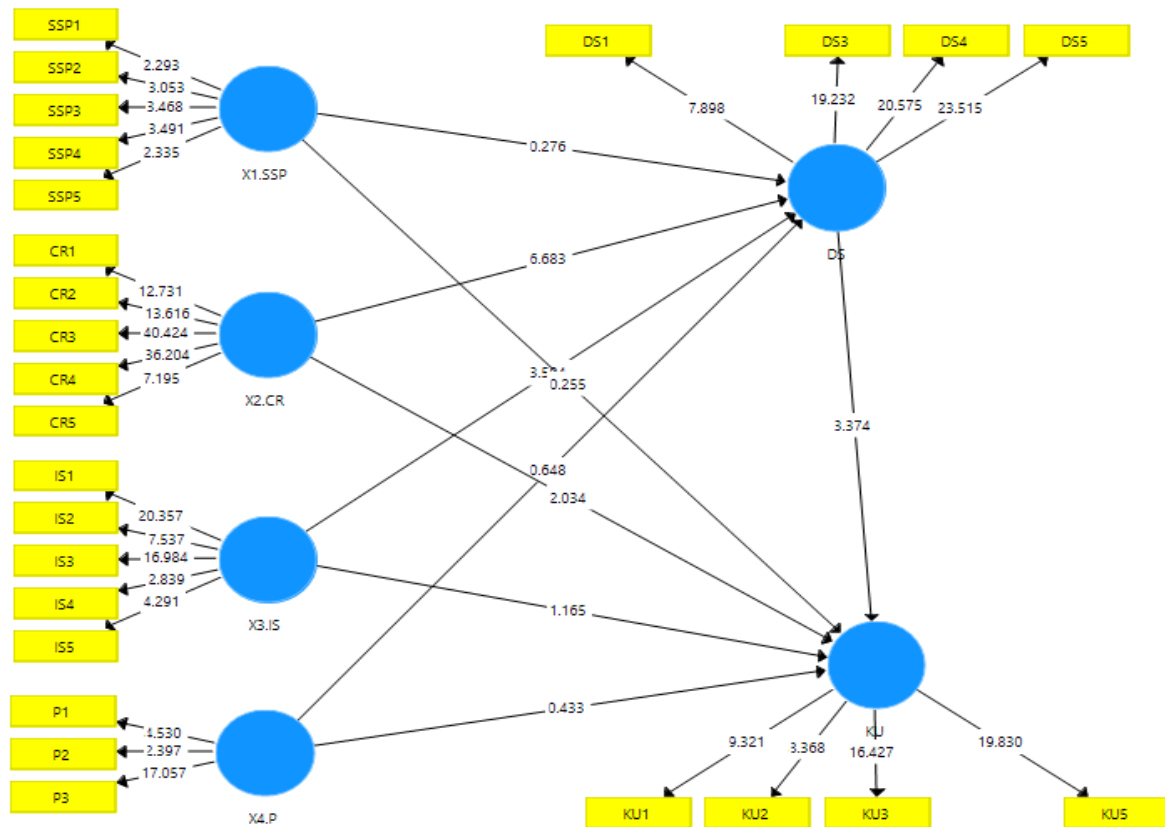 SSP1
SSP2
SSP3
SSP4
SSP5
2.293
3.053
3.468
3.491
2.335
X1.SSP
CR1
CR2
CR3
CR4
CR5
12.731
13.616
40.424
36.204
7.195
X2.CR
IS1
IS2
IS3
IS4
IS5
20.357
7.537
16.984
2.839
4.291
X3.IS
P1
P2
P3
4.530
2.397
17.057
X4.P
0.276
6.683
0.255
0.648
2.034
1.165
0.433
DS1
DS3
DS4
DS5
7.898
19.232
20.575
23.515
DS
3.374
KU
9.321
3.368
16.427
19.830
KU1
KU2
KU3
KU5